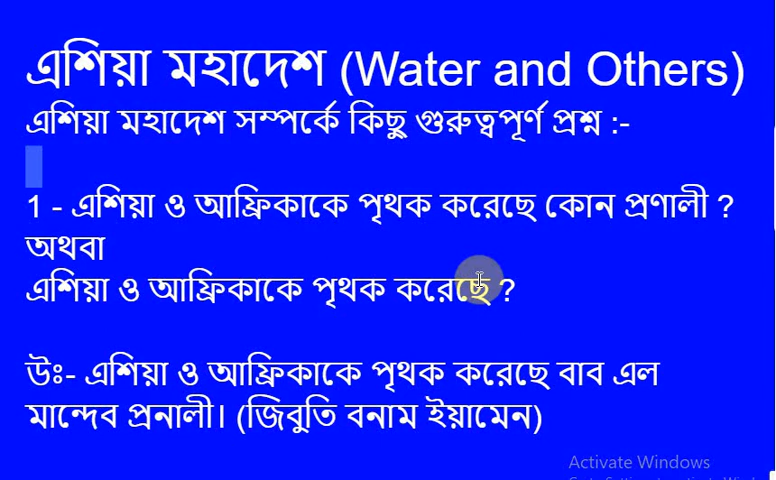 এশিয়া মহাদেশ (Water and Others)
এশিয়া মহাদেশ সম্পর্কে কিছু গুরুত্বপূর্ণ প্রশ্ন :-
1 - এশিয়া ও আফ্রিকাকে পৃথক করেছে কোন প্রণালী ?
অথবা
এশিয়া ও আফ্রিকাকে পৃথক করেছে ?
উঃ- এশিয়া ও আফ্রিকাকে পৃথক করেছে বাব এল
মান্দেব প্রনালী। (জিবুতি বনাম ইয়ামেন)
Activate Windows